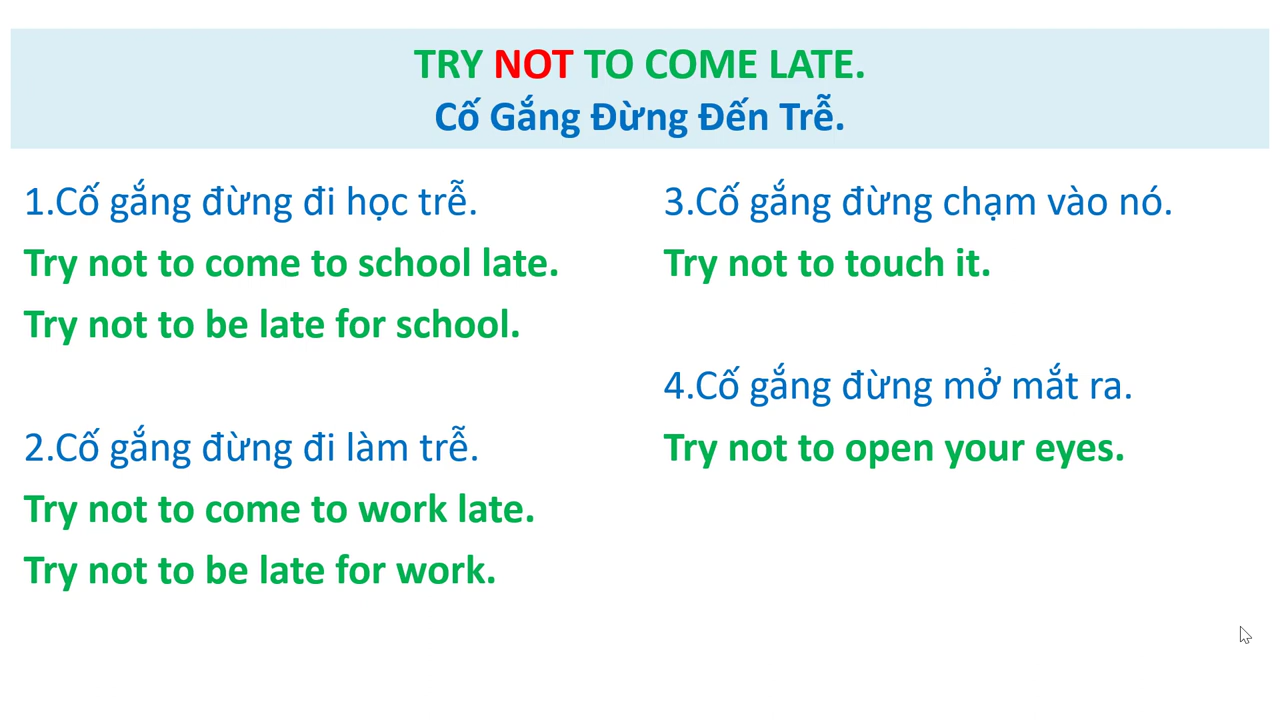 TRY NOT TO COME LATE.
Cố Gắng Đừng Đến Trễ.
1.Cố gắng đừng đi học trễ.
Try not to come to school late.
Try not to be late for school.
2.Cố gắng đừng đi làm trễ.
Try not to come to work late.
Try not to be late for work.
3.Cố gắng đừng chạm vào nó.
Try not to touch it.
4.Cố gắng đừng mở mắt ra.
Try not to open your eyes.